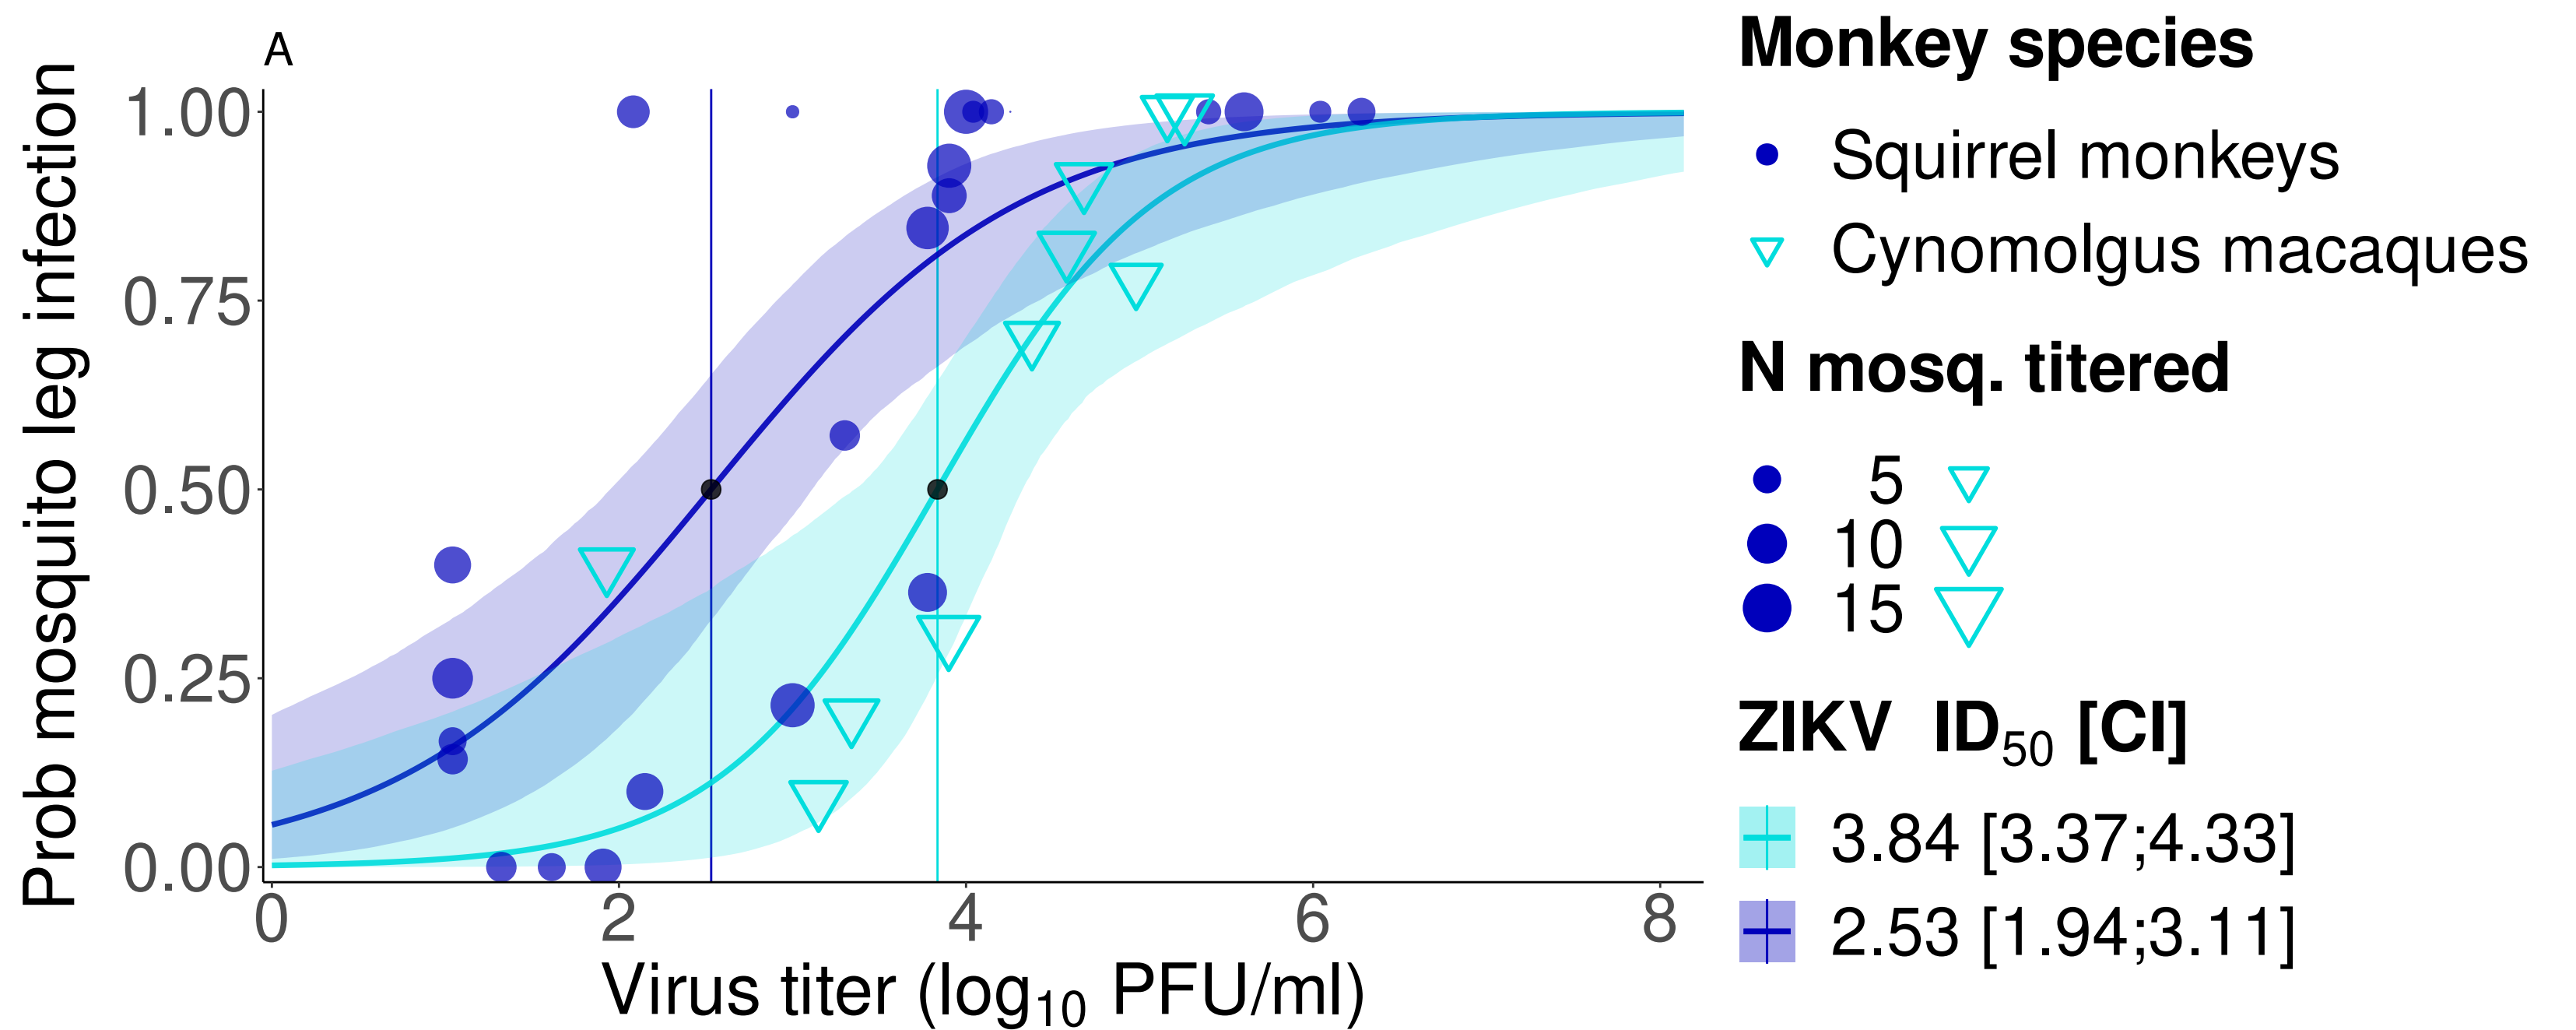 A
Prob mosquito leg infection
1.00
0.75
0.50
0.25
0.00
0 2 4 6 8
Virus titer (log₁₀ PFU/ml)
Monkey species
Squirrel monkeys
Cynomolgus macaques
N mosq. titered
5
10
15
ZIKV ID₅₀ [CI]
3.84 [3.37;4.33]
2.53 [1.94;3.11]